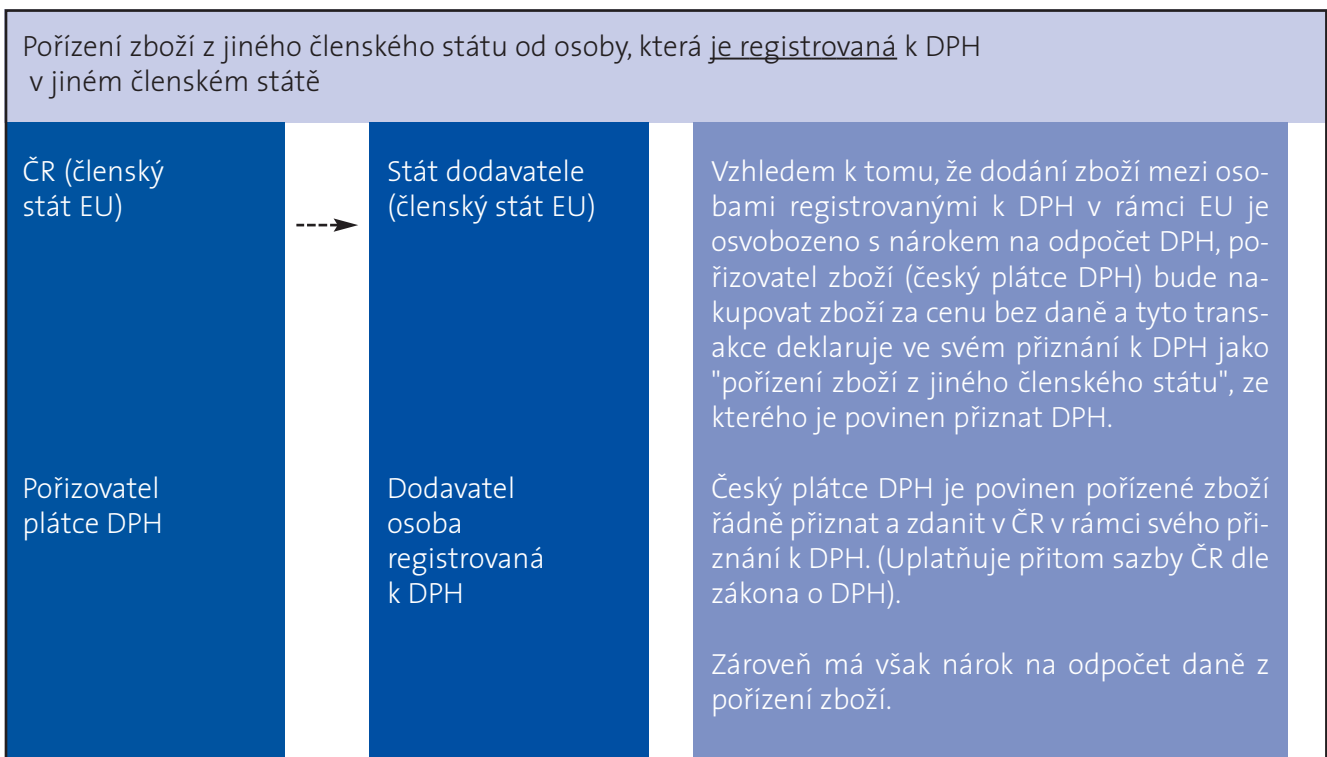 Pořízení zboží z jiného členského státu od osoby, která je registrovaná k DPH
v jiném členském státě
ČR (členský
stát EU)
Stát dodavatele
(členský stát EU)
Vzhledem k tomu, že dodání zboží mezi oso-
bami registrovanými k DPH v rámci EU je
osvobozeno s nárokem na odpočet DPH, po-
řizovatel zboží (český plátce DPH) bude na-
kupovat zboží za cenu bez daně a tyto trans-
akce deklaruje ve svém přiznání k DPH jako
"pořízení zboží z jiného členského státu", ze
kterého je povinen přiznat DPH.
Pořizovatel
plátce DPH
Dodavatel
osoba
registrovaná
k DPH
Český plátce DPH je povinen pořízené zboží
řádně přiznat a zdanit v ČR v rámci svého při-
znání k DPH. (Uplatňuje přitom sazby ČR dle
zákona o DPH).
Zároveň má však nárok na odpočet daně z
pořízení zboží.